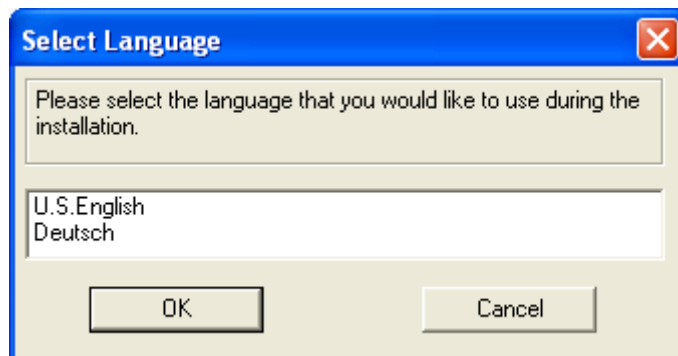 Select Language
Please select the language that you would like to use during the
installation.
U.S.English
Deutsch
OK
Cancel